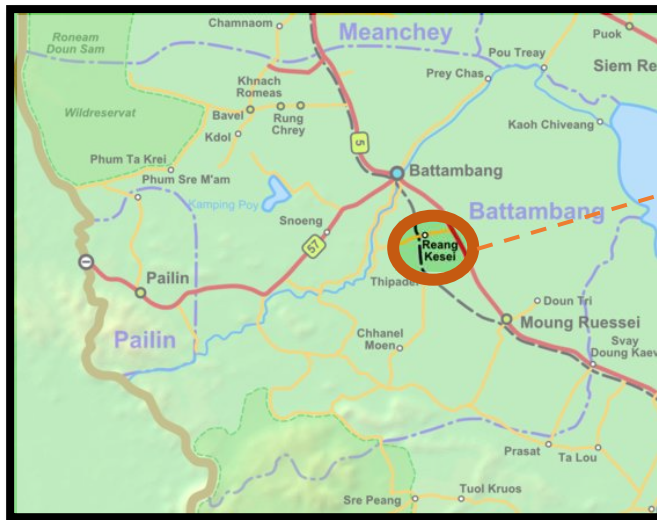 Chamnaom
Meanchey
Puok
Roneam
Doun Sam
Pou Treay
Siem Re
Khnach
Romeas
Prey Chas
Wildreservat
Bavel
Rung
Chrey
Kaoh Chiveang
Kdol
5
Phum Ta Krei
Battambang
Phum Sre M'am
Kamping Poy
Snoeng
Battambang
57
Reang
Kesei
Pailin
Thipadei
Doun Tri
Pailin
Chhanel
Moen
Moung Ruessei
Svay
Doung Kaev
Prasat
Ta Lou
Sre Peang
Tuol Kruos